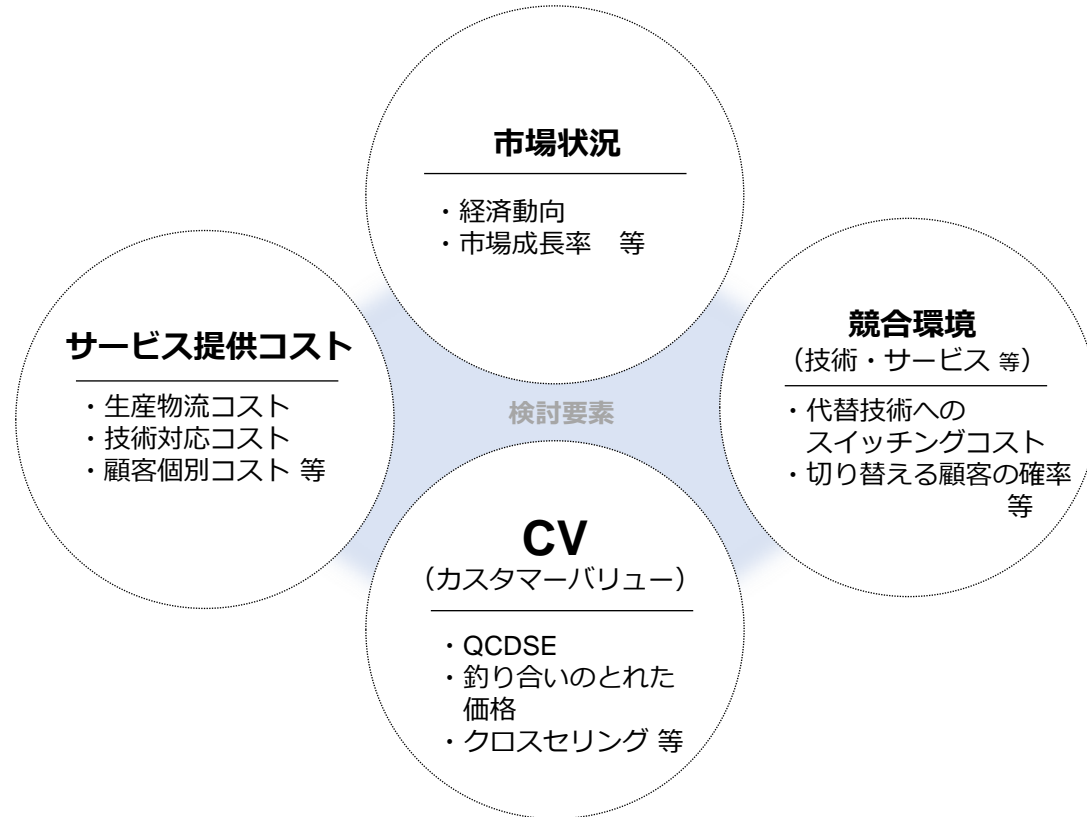 市場状況
・経済動向
・市場成長率　等
サービス提供コスト
・生産物流コスト
・技術対応コスト
・顧客個別コスト 等
検討要素
競合環境
（技術・サービス 等）
・代替技術への
スイッチングコスト
・切り替える顧客の確率
等
CV
（カスタマーバリュー）
・QCDSE
・釣り合いのとれた
価格
・クロスセリング 等